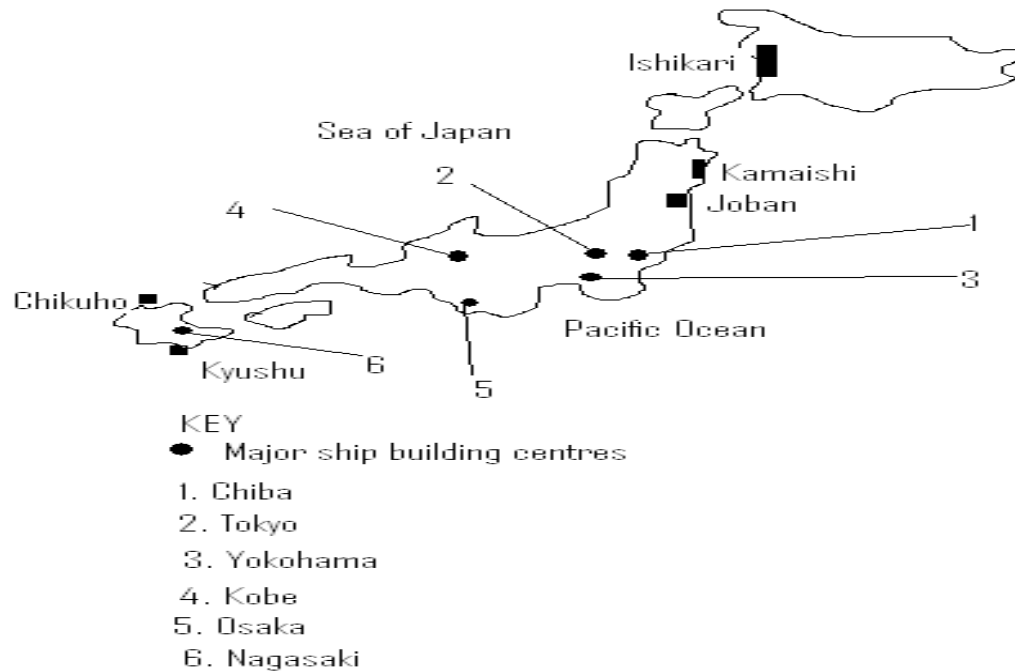 Ishikari
Sea of Japan
2
Kamaishi
4
Joban
1
3
Chikuho
Pacific Ocean
6
Kyushu
5
KEY
Major ship building centres
1. Chiba
2. Tokyo
3. Yokohama
4. Kobe
5. Osaka
6. Nagasaki